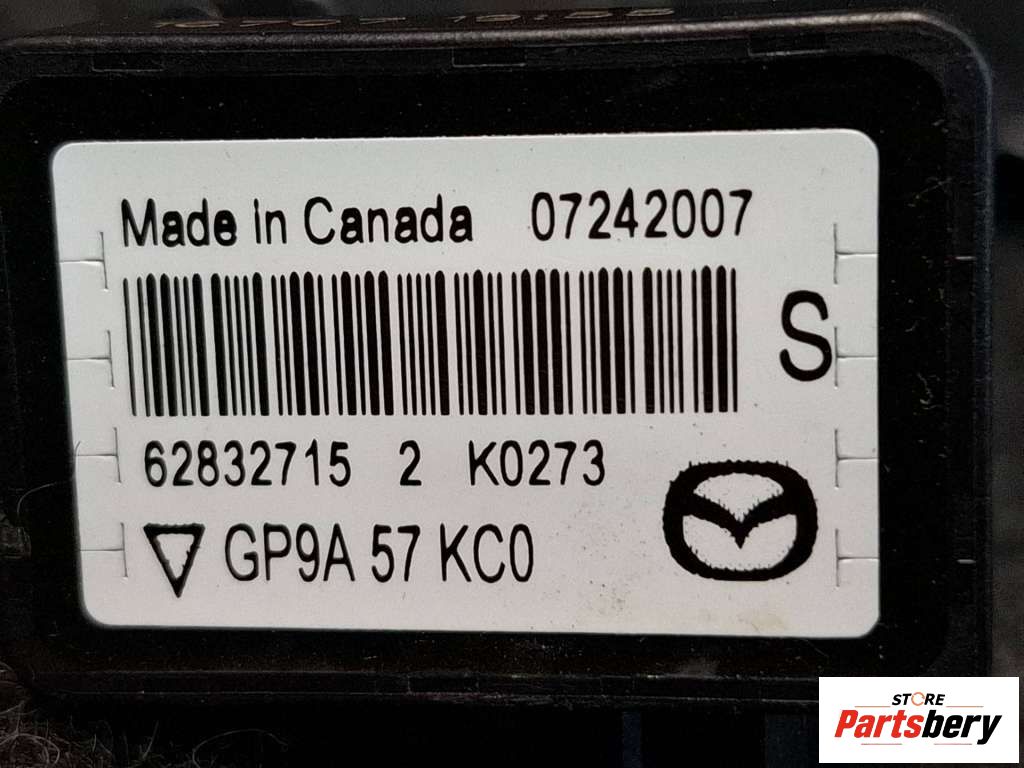 Made in Canada 07242007
S
62832715 2 K0273
GP9A 57 KC0
STORE
Partsbery